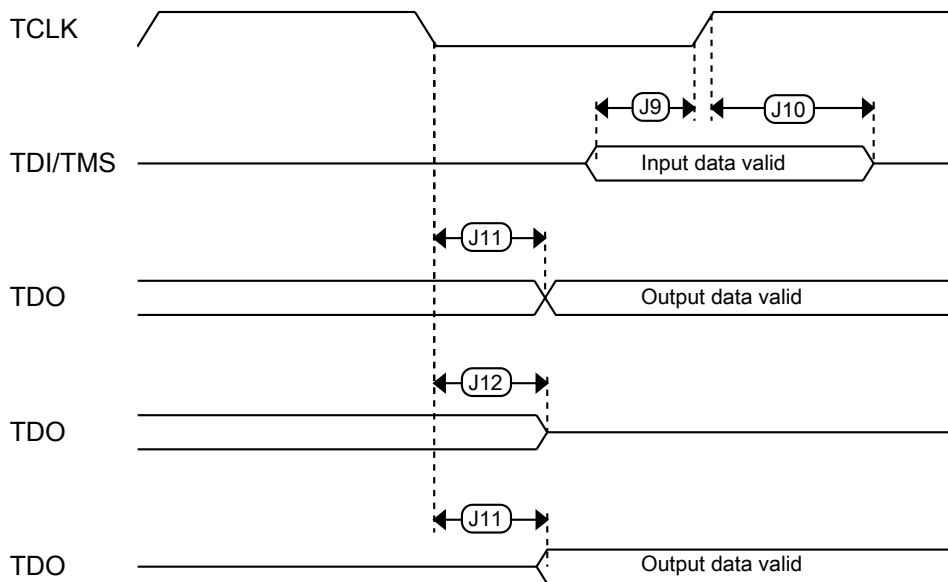 TCLK
J9
J10
TDI/TMS
Input data valid
J11
TDO
Output data valid
J12
TDO
J11
TDO
Output data valid